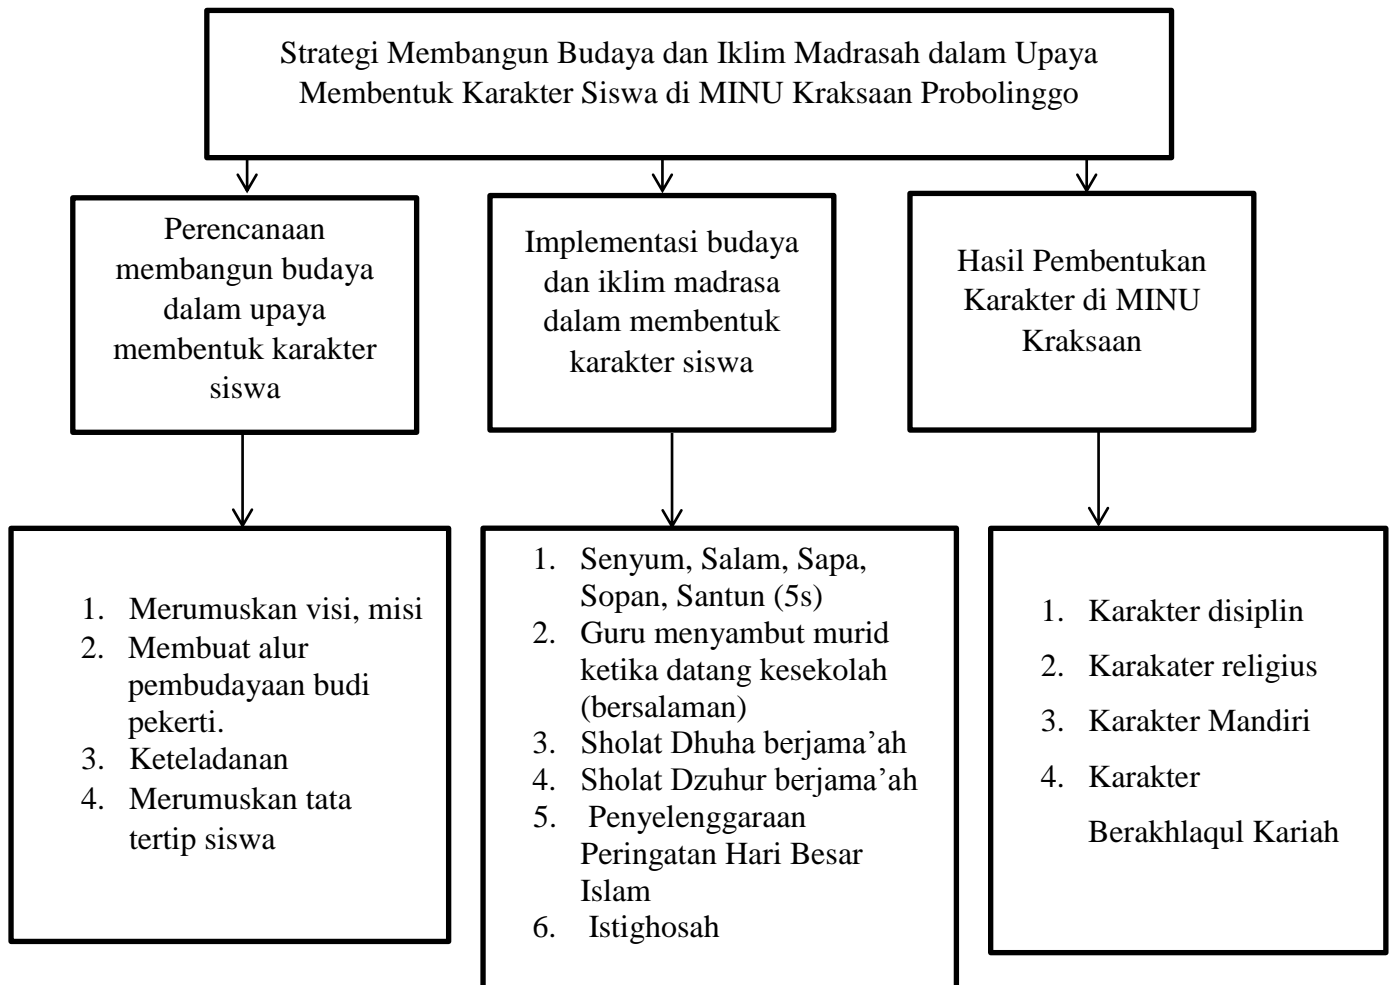 Strategi Membangun Budaya dan Iklim Madrasah dalam Upaya
Membentuk Karakter Siswa di MINU Kraksaan Probolinggo
Perencanaan
membangun budaya
dalam upaya
membentuk karakter
siswa
Implementasi budaya
dan iklim madrasa
dalam membentuk
karakter siswa
Hasil Pembentukan
Karakter di MINU
Kraksaan
1. Merumuskan visi, misi
2. Membuat alur
pembudayaan budi
pekerti.
3. Keteladanan
4. Merumuskan tata
tertip siswa
1. Senyum, Salam, Sapa,
Sopan, Santun (5s)
2. Guru menyambut murid
ketika datang kesekolah
(bersalaman)
3. Sholat Dhuha berjama’ah
4. Sholat Dzuhur berjama’ah
5. Penyelenggaraan
Peringatan Hari Besar
Islam
6. Istighosah
1. Karakter disiplin
2. Karakater religius
3. Karakter Mandiri
4. Karakter
Berakhlaqul Kariah